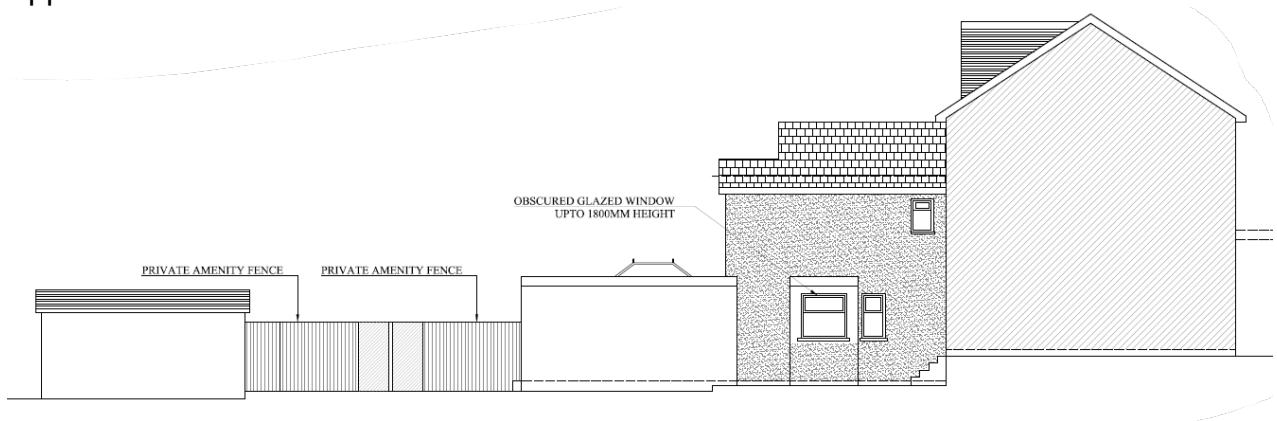 OBSCURED GLAZED WINDOW
UPTO 1800MM HEIGHT
PRIVATE AMENITY FENCE PRIVATE AMENITY FENCE